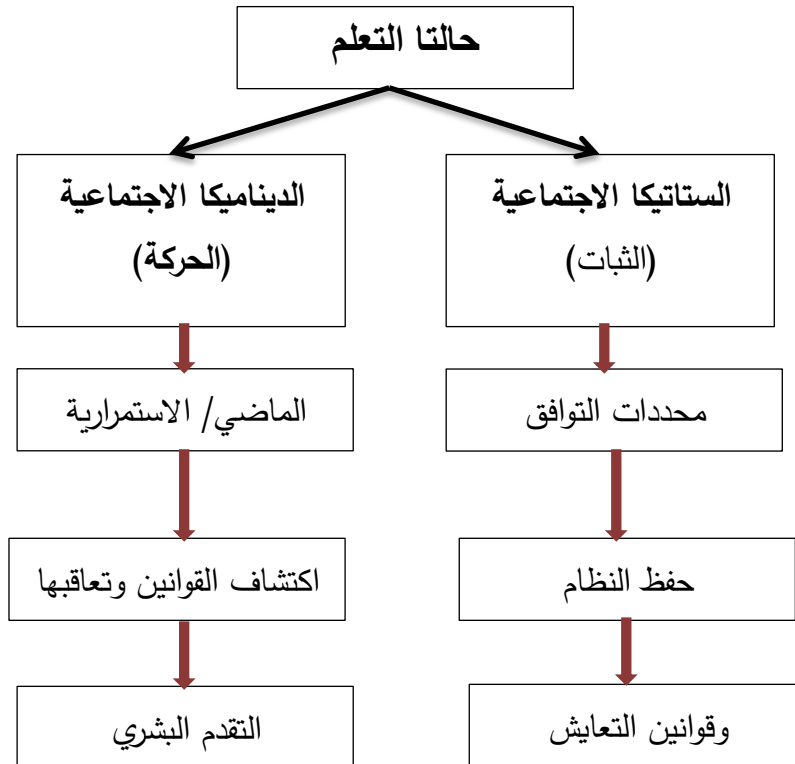 حالتا التعلم
الستاتيكا الاجتماعية
(الثبات)
محددات التوافق
حفظ النظام
وقوانين التعايش
الديناميكا الاجتماعية
(الحركة)
الماضي/ الاستمرارية
اكتشاف القوانين وتعاقبها
التقدم البشري